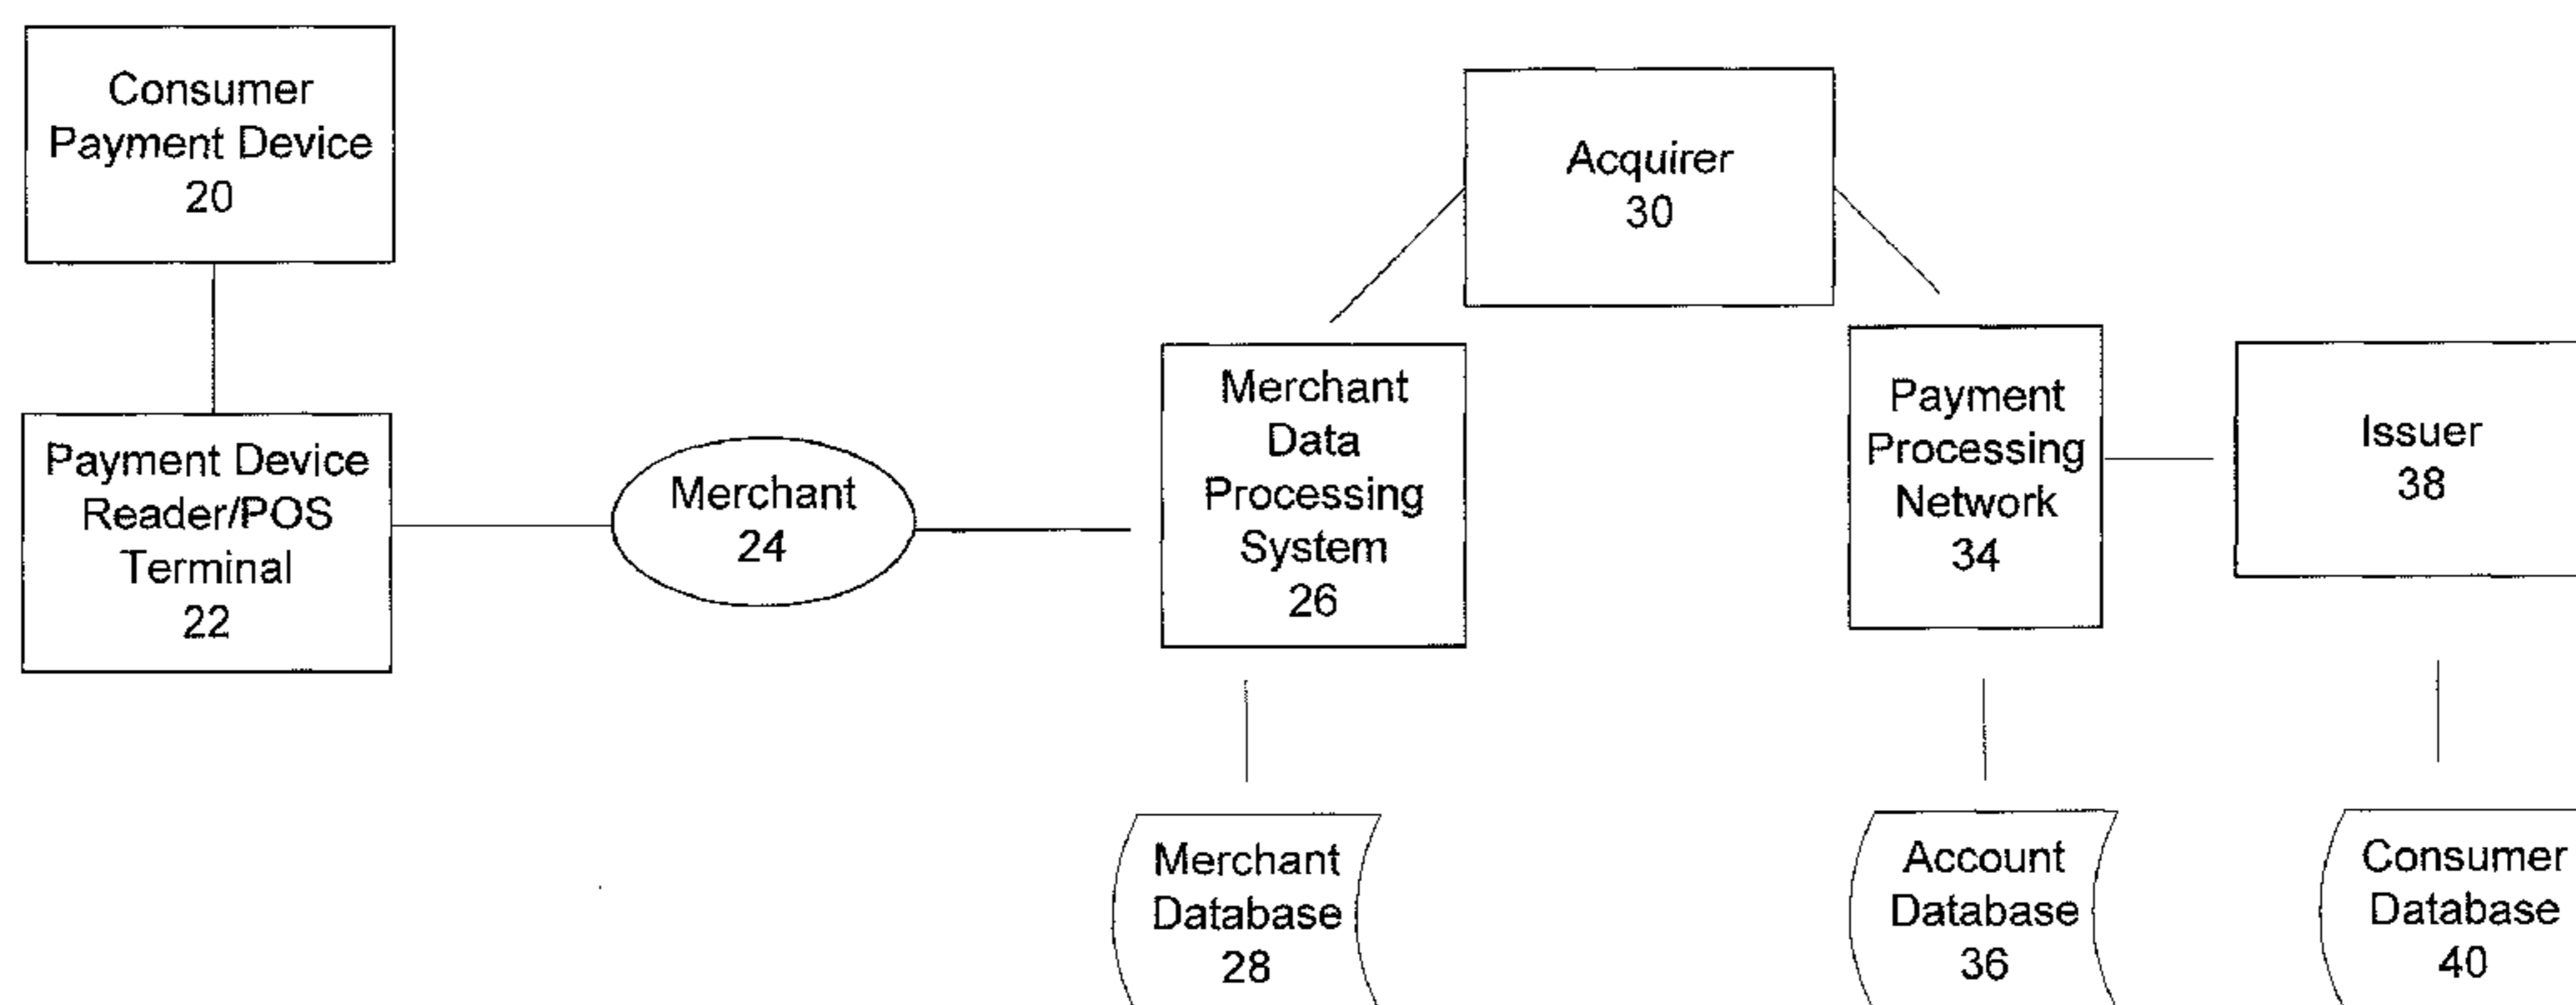 Consumer
Payment Device
20
Payment Device
Reader/POS
Terminal
22
Merchant
24
Merchant
Data
Processing
System
26
Merchant
Database
28
Acquirer
30
Payment
Processing
Network
34
Account
Database
36
Issuer
38
Consumer
Database
40